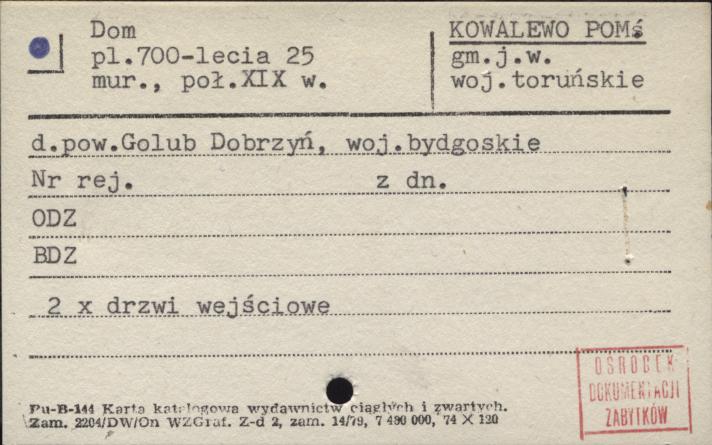 Dom
pl.700-lecia 25
mur., poł.XIX w.
KOWALEWO POMś
gm.j.w.
woj.toruńskie
d.pow.Golub Dobrzyń, woj.bydgoskie
Nr rej. z dn.
ODZ
BDZ
2 x drzwi wejściowe
OŚRODEK
DOKUMENTACJI
ZABYTKÓW
Pu-B-144 Karta katalogowa wydawnictw ciągłych i zwartych.
Zam. 2204/DW/On WZGraf. Z-d 2, zam. 14/79, 7 480 000, 74 X 120